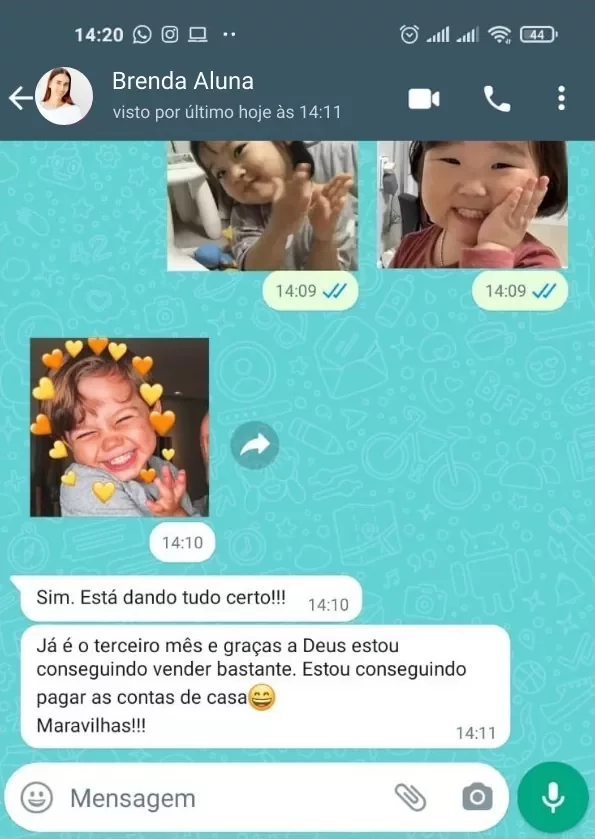 14:20
44
Brenda Aluna
visto por último hoje às 14:11
14:09
14:09
14:10
Sim. Está dando tudo certo!!!
14:10
Já é o terceiro mês e graças a Deus estou
conseguindo vender bastante. Estou conseguindo
pagar as contas de casa😄
Maravilhas!!!
14:11
Mensagem